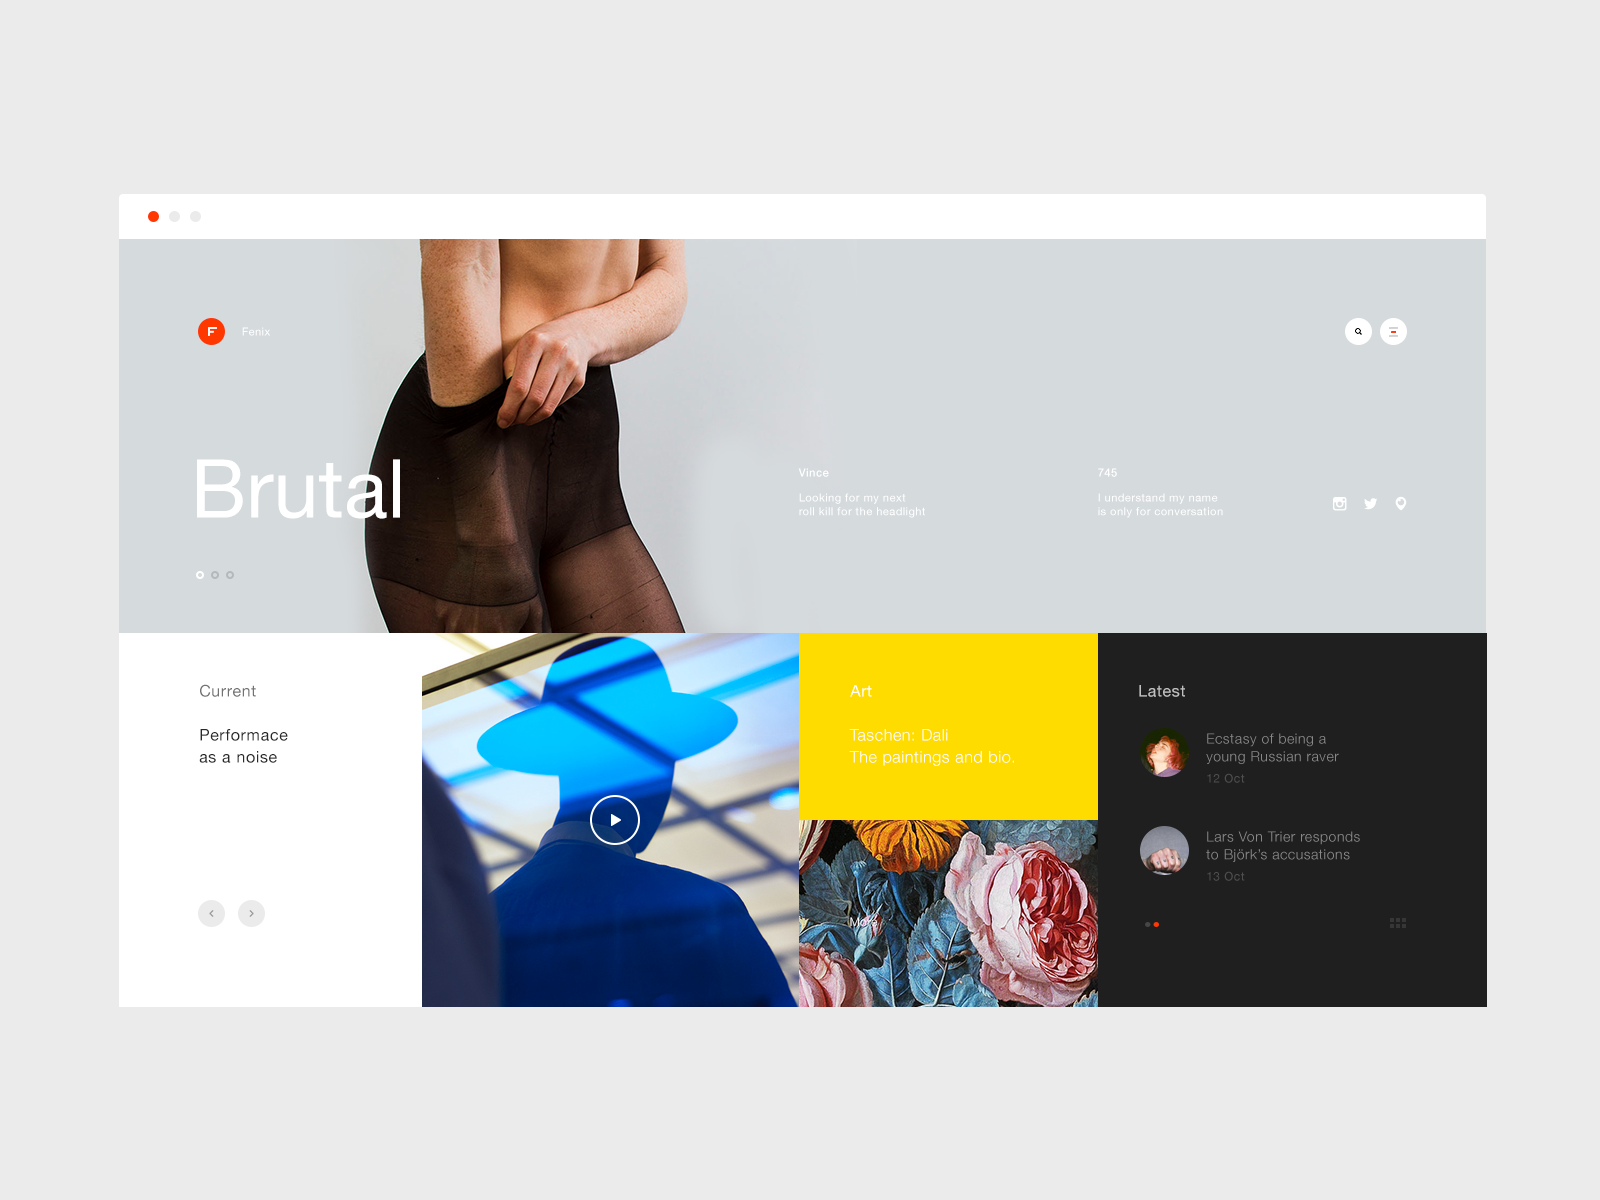 F Fenix
Brutal
Vince
Looking for my next
roll kill for the headlight
745
I understand my name
is only for conversation
Current
Performace
as a noise
Art
Taschen: Dali
The paintings and bio.
More
Latest
Ecstasy of being a
young Russian raver
12 Oct
Lars Von Trier responds
to Björk's accusations
13 Oct